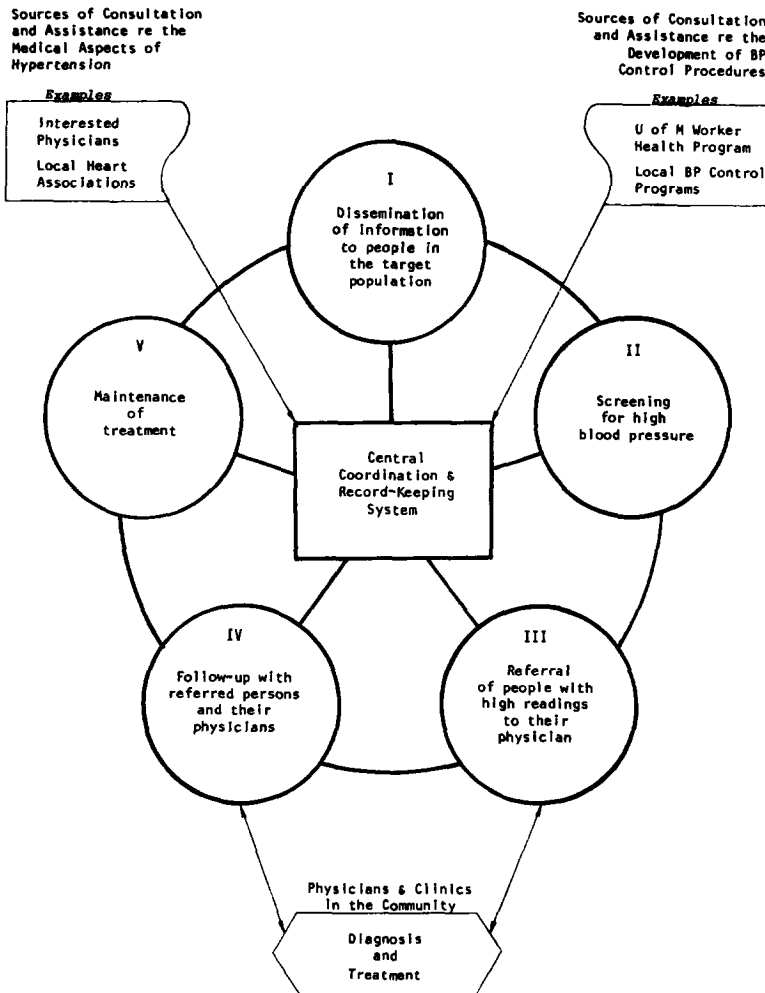 Sources of Consultation
and Assistance re the
Medical Aspects of
Hypertension
Examples
Interested
Physicians
Local Heart
Associations
Sources of Consultation
and Assistance re the
Development of BP
Control Procedures
Examples
U of M Worker
Health Program
Local BP Control
Programs
I
Dissemination
of information
to people in
the target
population
II
Screening
for high
blood pressure
III
Referral
of people with
high readings
to their
physician
IV
Follow-up with
referred persons
and their
physicians
V
Maintenance
of
treatment
Central
Coordination &
Record-Keeping
System
Physicians & Clinics
in the Community
Diagnosis
and
Treatment